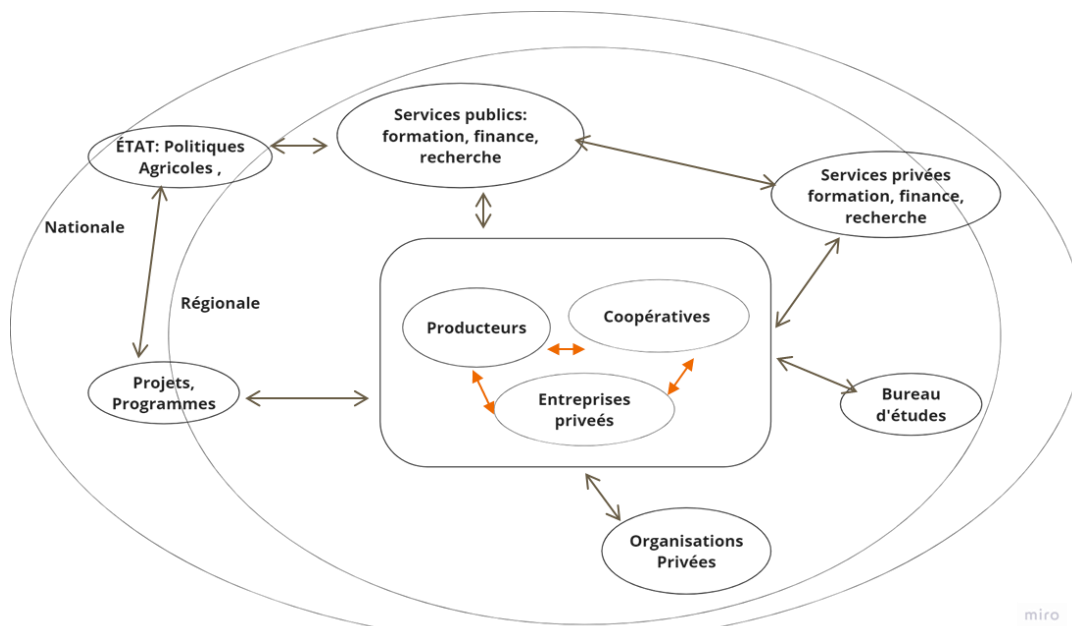 Services publics:
formation, finance,
recherche
ÉTAT: Politiques
Agricoles ,
Services privées
formation, finance,
recherche
Nationale
Régionale
Producteurs
Coopératives
Entreprises
priveés
Projets,
Programmes
Bureau
d'études
Organisations
Privées
miro